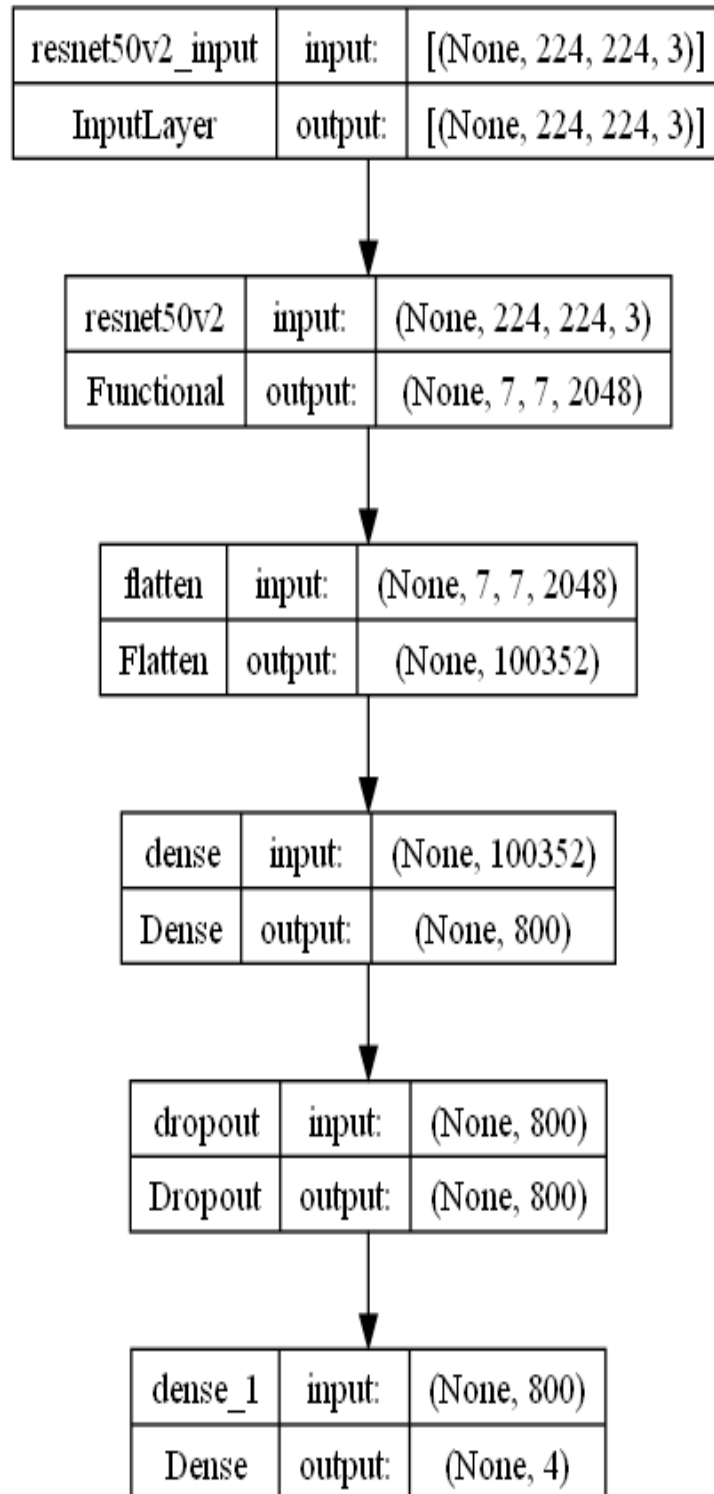 resnet50v2_input input: [(None, 224, 224, 3)]
InputLayer output: [(None, 224, 224, 3)]
resnet50v2 input: (None, 224, 224, 3)
Functional output: (None, 7, 7, 2048)
flatten input: (None, 7, 7, 2048)
Flatten output: (None, 100352)
dense input: (None, 100352)
Dense output: (None, 800)
dropout input: (None, 800)
Dropout output: (None, 800)
dense_1 input: (None, 800)
Dense output: (None, 4)